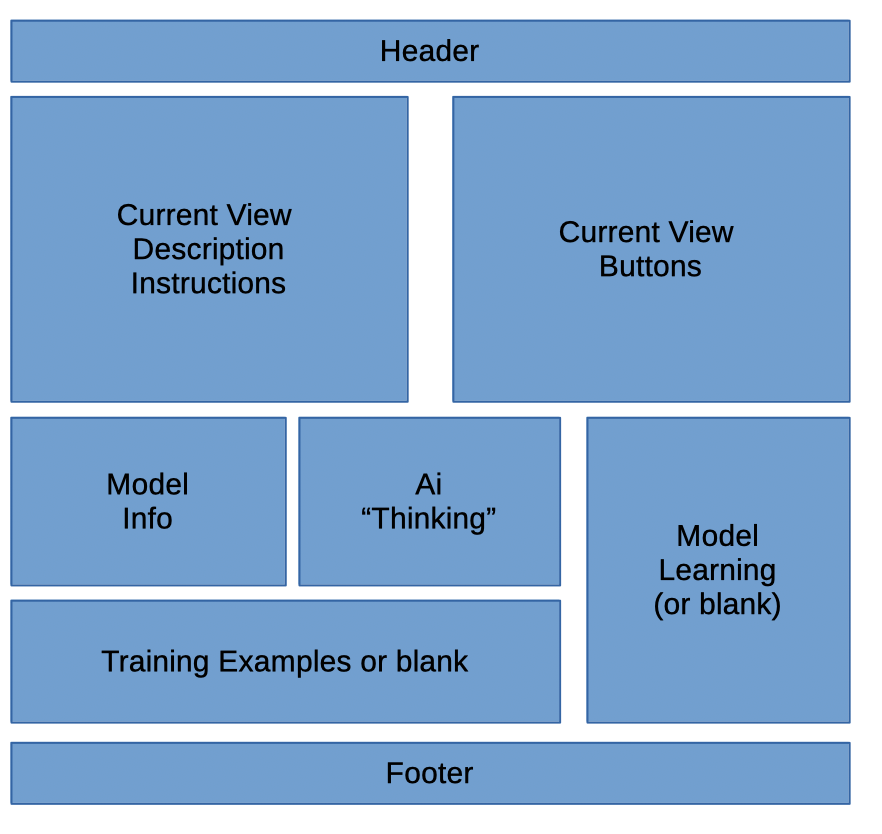 Header
Current View
Description
Instructions
Current View
Buttons
Model
Info
Ai
“Thinking”
Model
Learning
(or blank)
Training Examples or blank
Footer